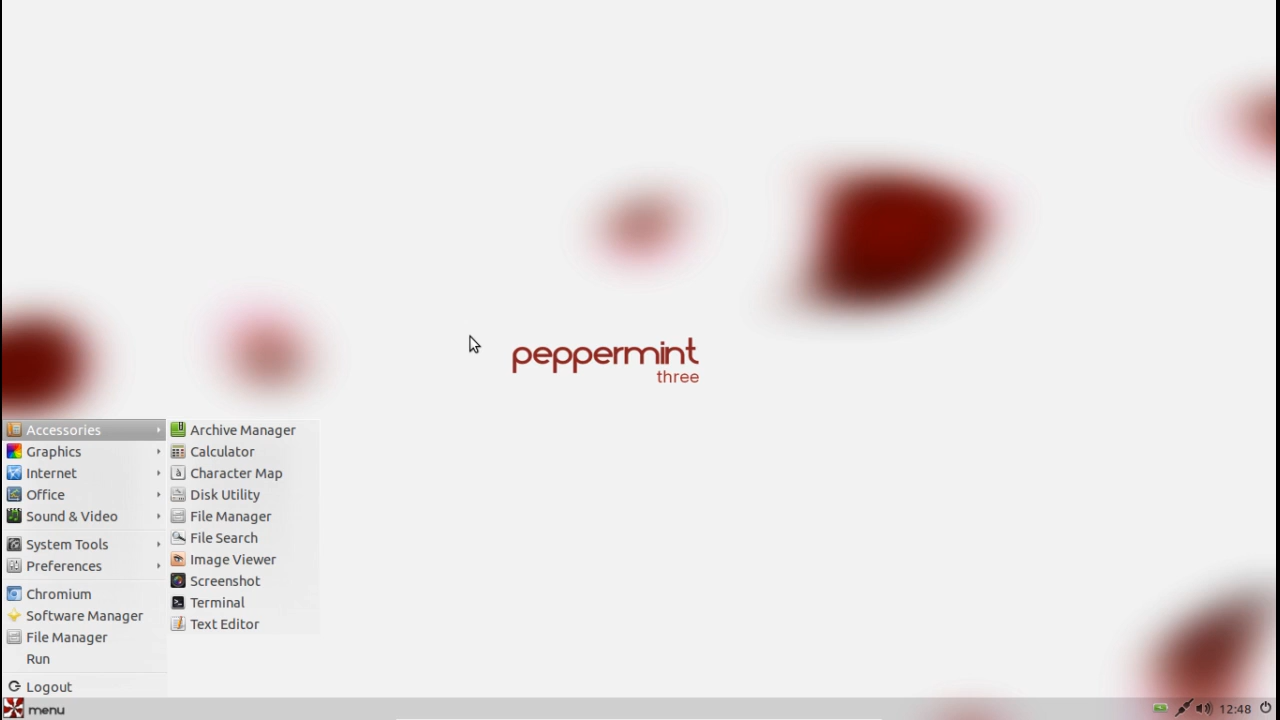 peppermint
three
Accessories
Graphics
Internet
Office
Sound & Video
System Tools
Preferences
Chromium
Software Manager
File Manager
Run
Logout
Archive Manager
Calculator
Character Map
Disk Utility
File Manager
File Search
Image Viewer
Screenshot
Terminal
Text Editor
menu
12:48